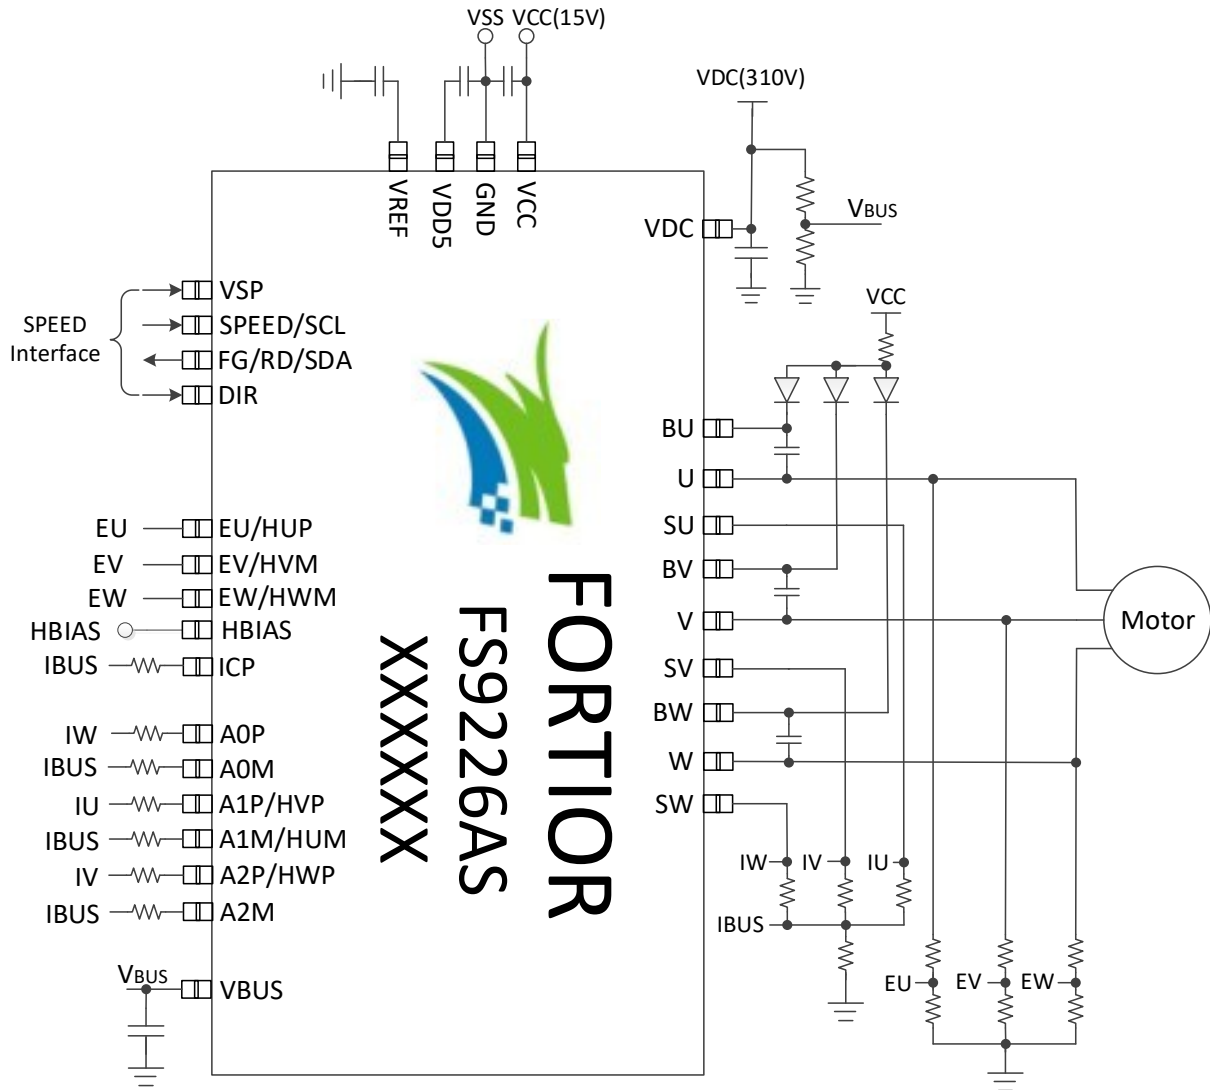 VSS VCC(15V)
VDC(310V)
VREF
VDD5
GND
VCC
VDC
VBUS
VSP
SPEED/SCL
FG/RD/SDA
DIR
SPEED
Interface
VCC
BU
U
SU
BV
V
SV
BW
W
SW
Motor
EU
EU/HUP
EV
EV/HVM
EW
EW/HWM
HBIAS
HBIAS
IBUS
ICP
IW
A0P
IBUS
A0M
IU
A1P/HVP
IBUS
A1M/HUM
IV
A2P/HWP
IBUS
A2M
VBUS
VBUS
FORTIOR
FS9226AS
XXXXXXX
IW
IV
IU
IBUS
EU
EV
EW